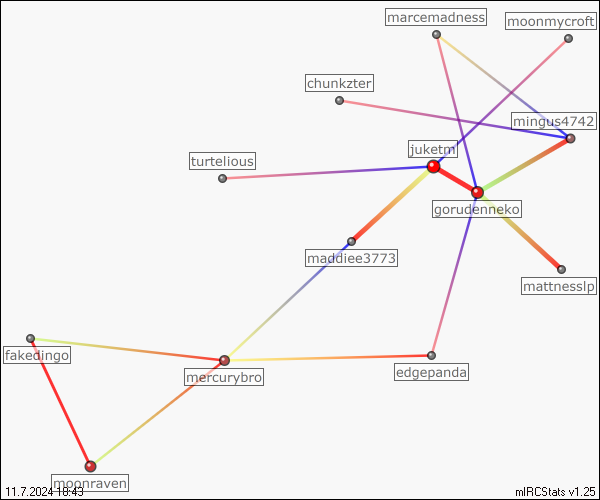 marcemadness
moonmycroft
chunkzter
mingus4742
juketm
turtelious
gorudenneko
maddiee3773
mattnesslp
fakedingo
mercurybro
edgepanda
moonraven
11.7.2024 18:43
mIRCStats v1.25